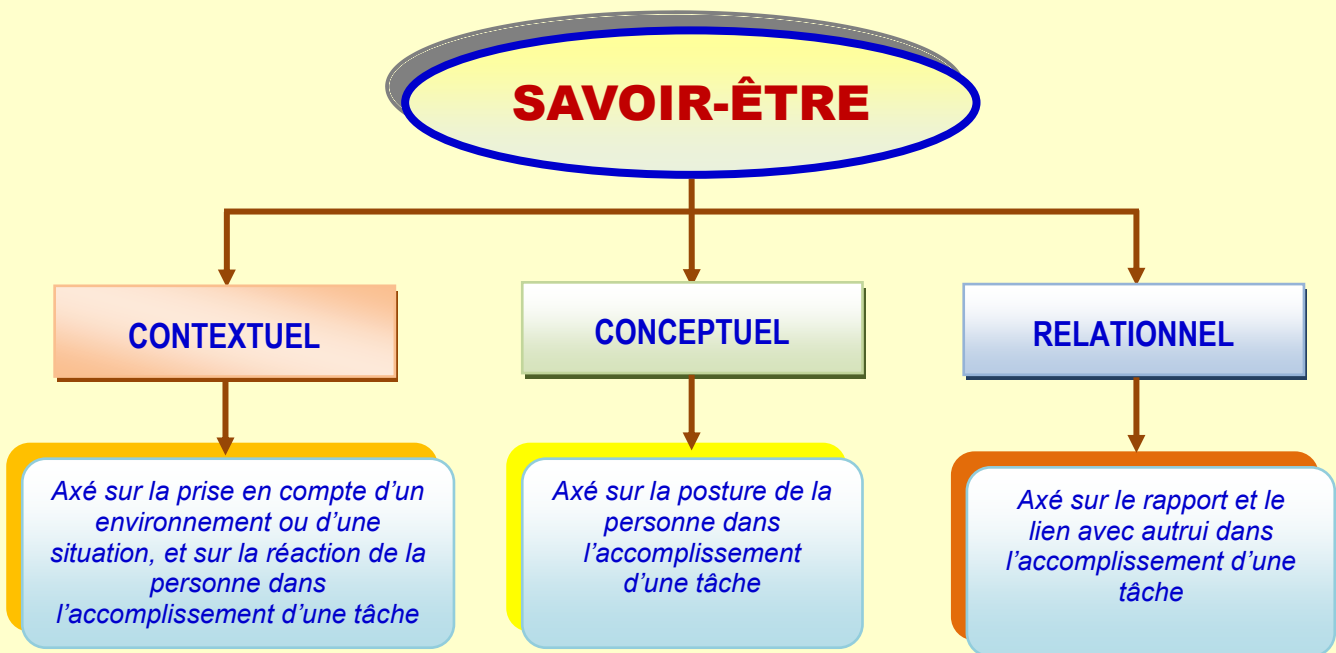 SAVOIR-ÊTRE
CONTEXTUEL
CONCEPTUEL
RELATIONNEL
Axé sur la prise en compte d’un
environnement ou d’une
situation, et sur la réaction de la
personne dans
l’accomplissement d’une tâche
Axé sur la posture de la
personne dans
l’accomplissement
d’une tâche
Axé sur le rapport et le
lien avec autrui dans
l’accomplissement d’une
tâche